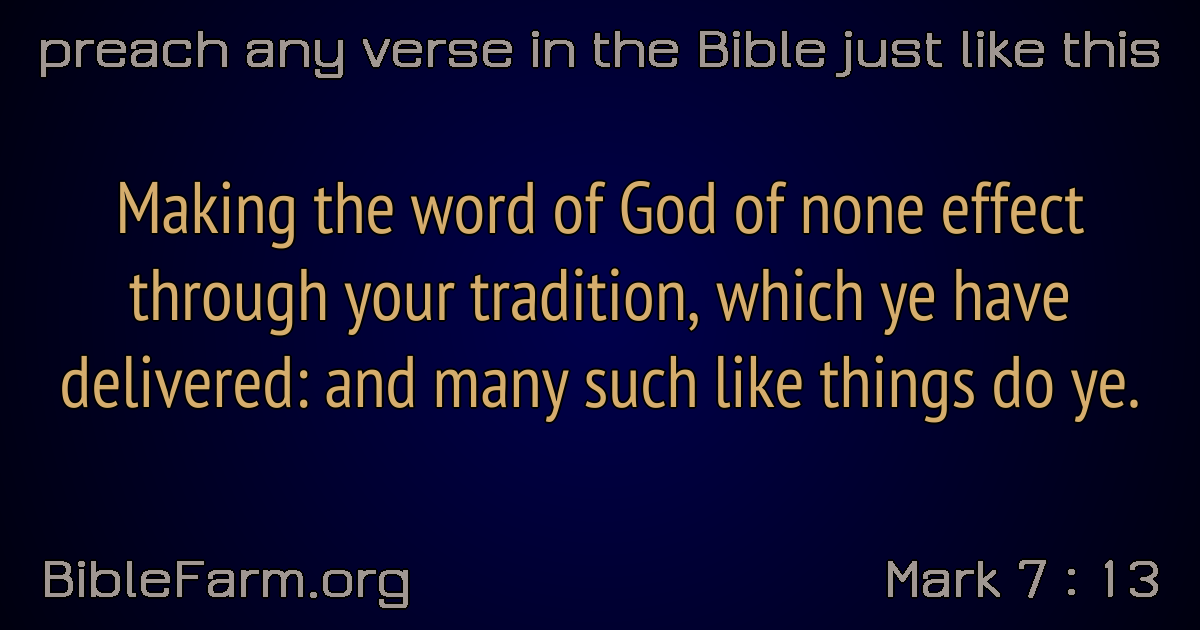 preach any verse in the Bible just like this
Making the word of God of none effect
through your tradition, which ye have
delivered: and many such like things do ye.
BibleFarm.org
Mark 7 : 13